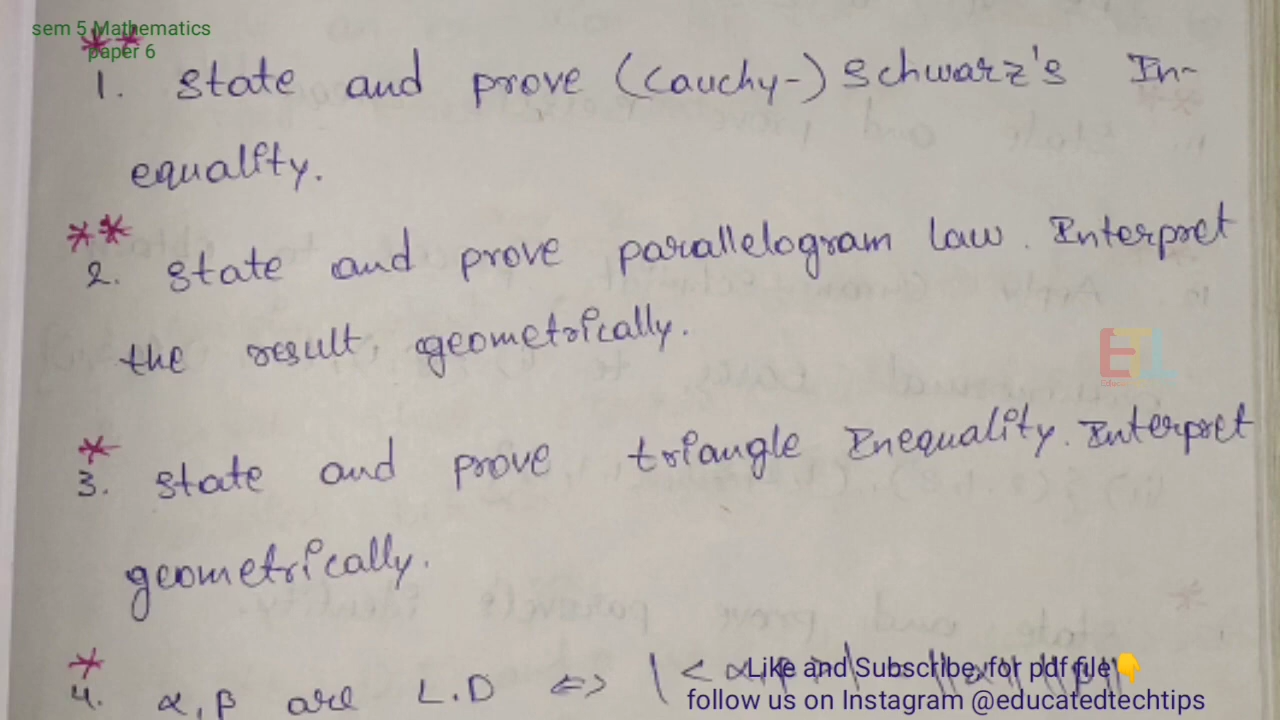 sem 5 Mathematics
paper 6
**
1. State and prove (Cauchy-) Schwarz's In-
equality.
**
2. State and prove parallelogram law. Interpret
the result, geometrically.
*
3. State and prove triangle Inequality. Interpret
geometrically.
*
4. α, β are L.D <=> |<α, β>| = ||α|| ||β||
Like and Subscribe, for pdf file👇
follow us on Instagram @educatedtechtips
ETL